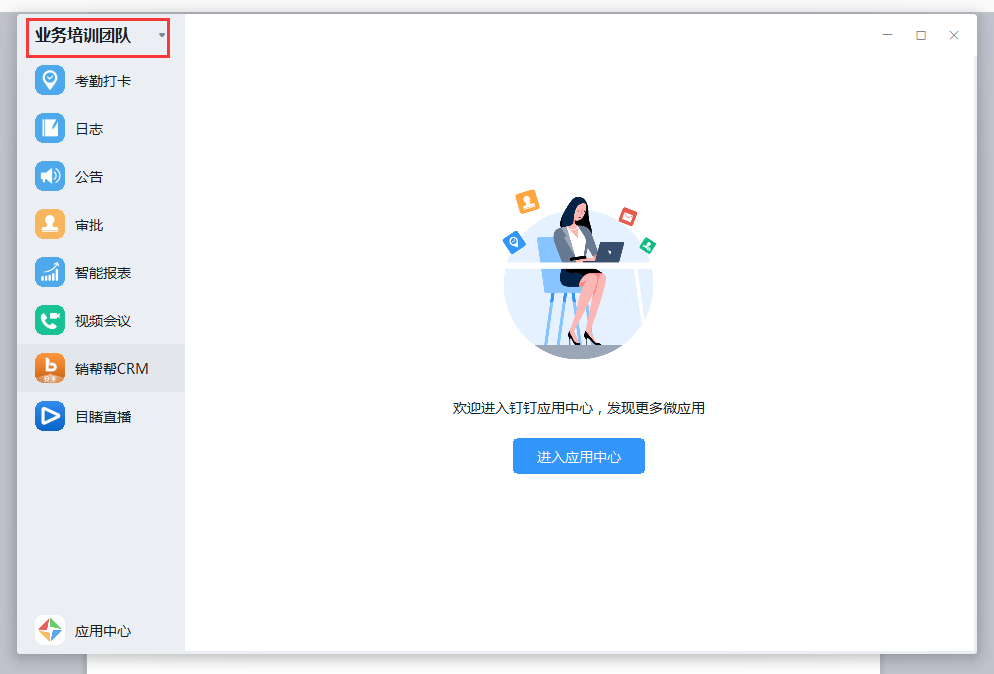 业务培训团队
考勤打卡
日志
公告
审批
智能报表
视频会议
销帮帮CRM
目睹直播
欢迎进入钉钉应用中心，发现更多微应用
进入应用中心
应用中心